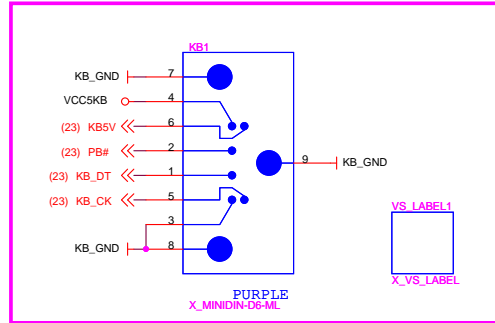 KB1
KB_GND 7
VCC5KB 4
(23) KB5V 6
(23) PB# 2
9 KB_GND
(23) KB_DT 1
(23) KB_CK 5
VS_LABEL1
3
KB_GND 8
X_VS_LABEL
PURPLE
X_MINIDIN-D6-ML